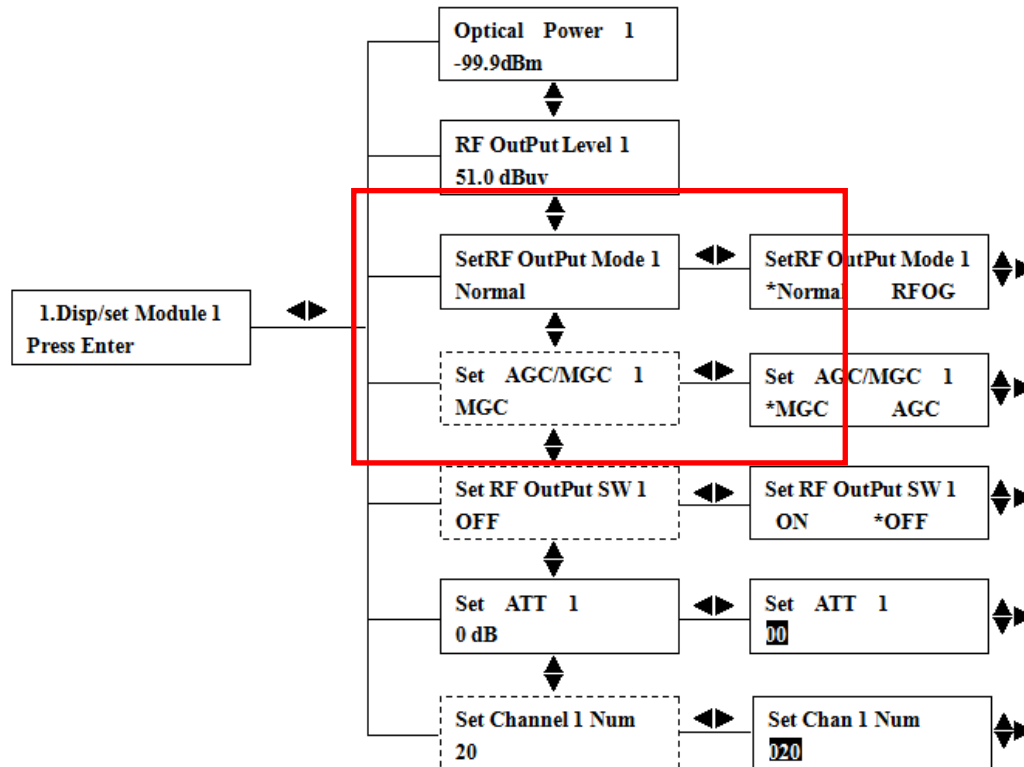 Optical Power 1
-99.9dBm
RF OutPut Level 1
51.0 dBuv
SetRF OutPut Mode 1
Normal
SetRF OutPut Mode 1
*Normal RFOG
1.Disp/set Module 1
Press Enter
Set AGC/MGC 1
MGC
Set AGC/MGC 1
*MGC AGC
Set RF OutPut SW 1
OFF
Set RF OutPut SW 1
ON *OFF
Set ATT 1
0 dB
Set ATT 1
00
Set Channel 1 Num
20
Set Chan 1 Num
020